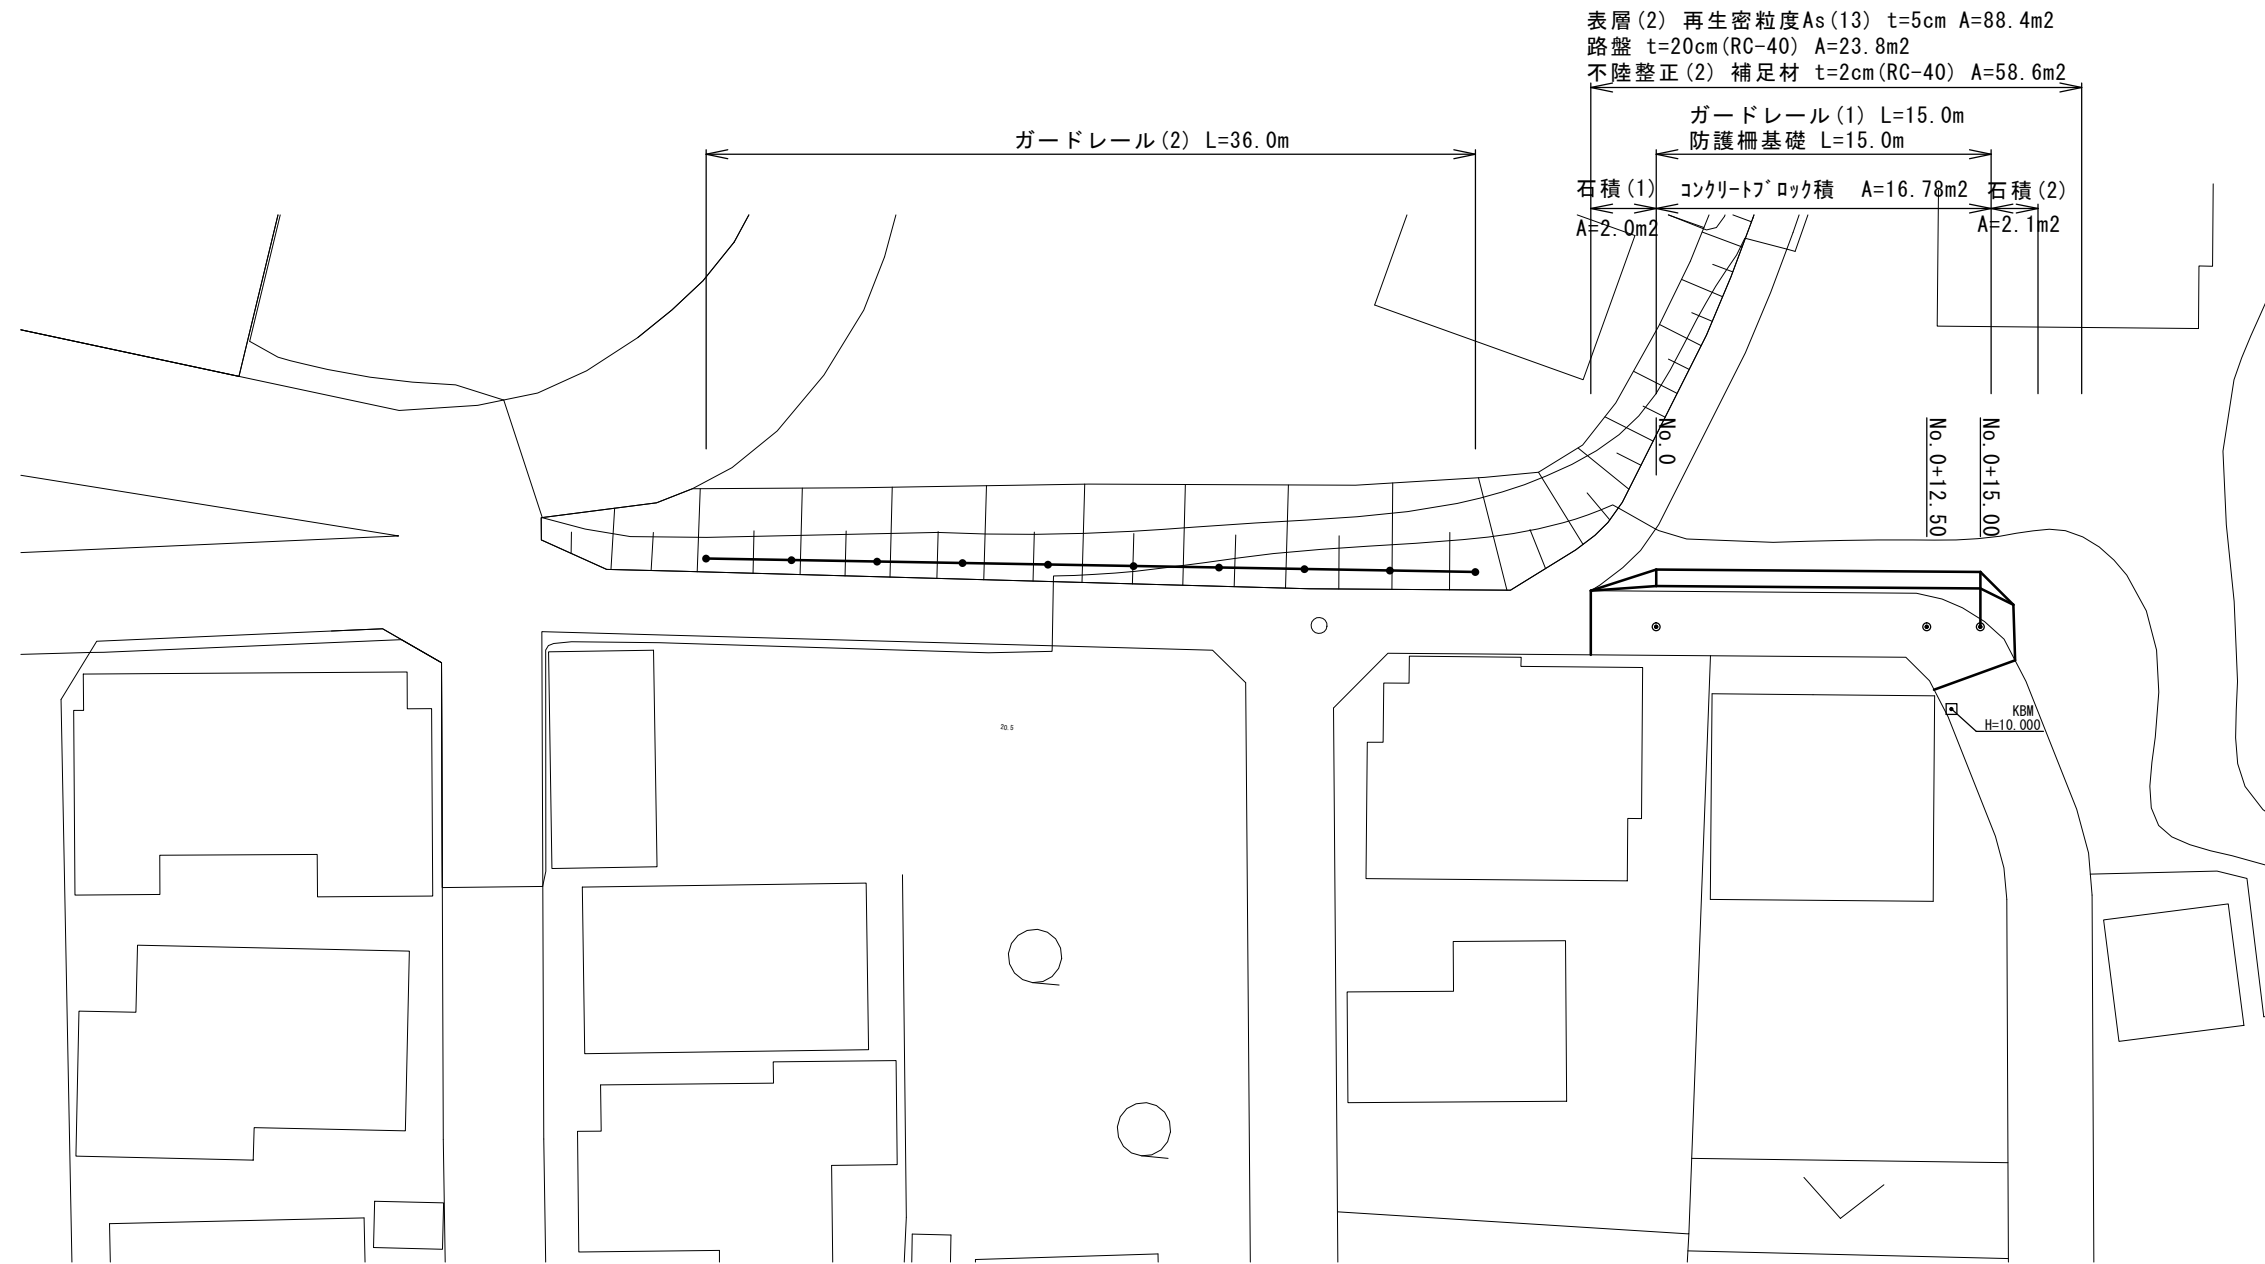 表層(2) 再生密粒度As(13) t=5cm A=88.4m2
路盤 t=20cm(RC-40) A=23.8m2
不陸整正(2) 補足材 t=2cm(RC-40) A=58.6m2
ガードレール(1) L=15.0m
防護柵基礎 L=15.0m
ガードレール(2) L=36.0m
石積(1)
A=2.0m2
コンクリートブロック積 A=16.78m2
石積(2)
A=2.1m2
No.0
No.0+12.50
No.0+15.00
KBM
H=10.000
20.5